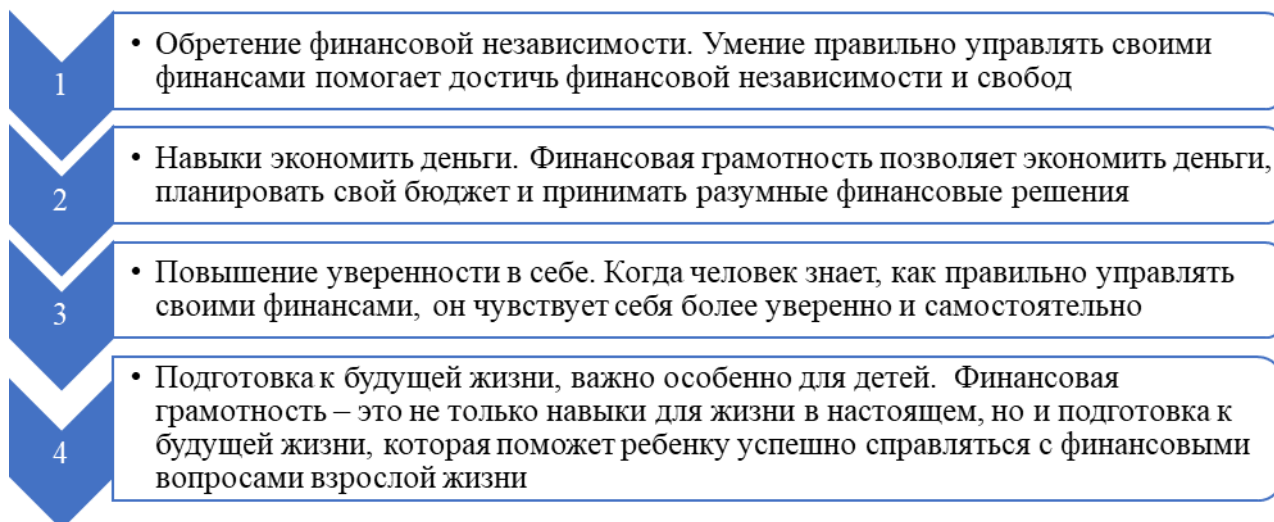 1
• Обретение финансовой независимости. Умение правильно управлять своими
финансами помогает достичь финансовой независимости и свобод
2
• Навыки экономить деньги. Финансовая грамотность позволяет экономить деньги,
планировать свой бюджет и принимать разумные финансовые решения
3
• Повышение уверенности в себе. Когда человек знает, как правильно управлять
своими финансами, он чувствует себя более уверенно и самостоятельно
4
• Подготовка к будущей жизни, важно особенно для детей.  Финансовая
грамотность – это не только навыки для жизни в настоящем, но и подготовка к
будущей жизни, которая поможет ребенку успешно справляться с финансовыми
вопросами взрослой жизни